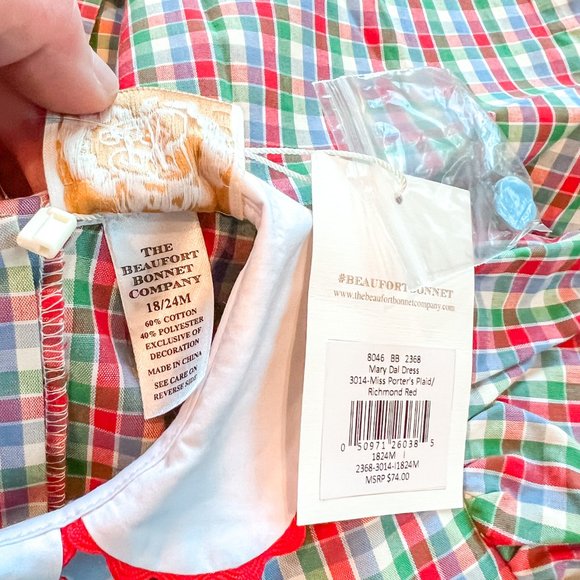 THE
BEAUFORT
BONNET
COMPANY
18/24M
60% COTTON
40% POLYESTER
EXCLUSIVE OF
DECORATION
MADE IN CHINA
SEE CARE ON
REVERSE SIDE
#BEAUFORTBONNET
www.thebeaufortbonnetcompany.com
8046 BB 2368
Mary Dal Dress
3014-Miss Porter's Plaid/
Richmond Red
0 50971 26038 5
1824M I
2368-3014-I1824M
MSRP $74.00